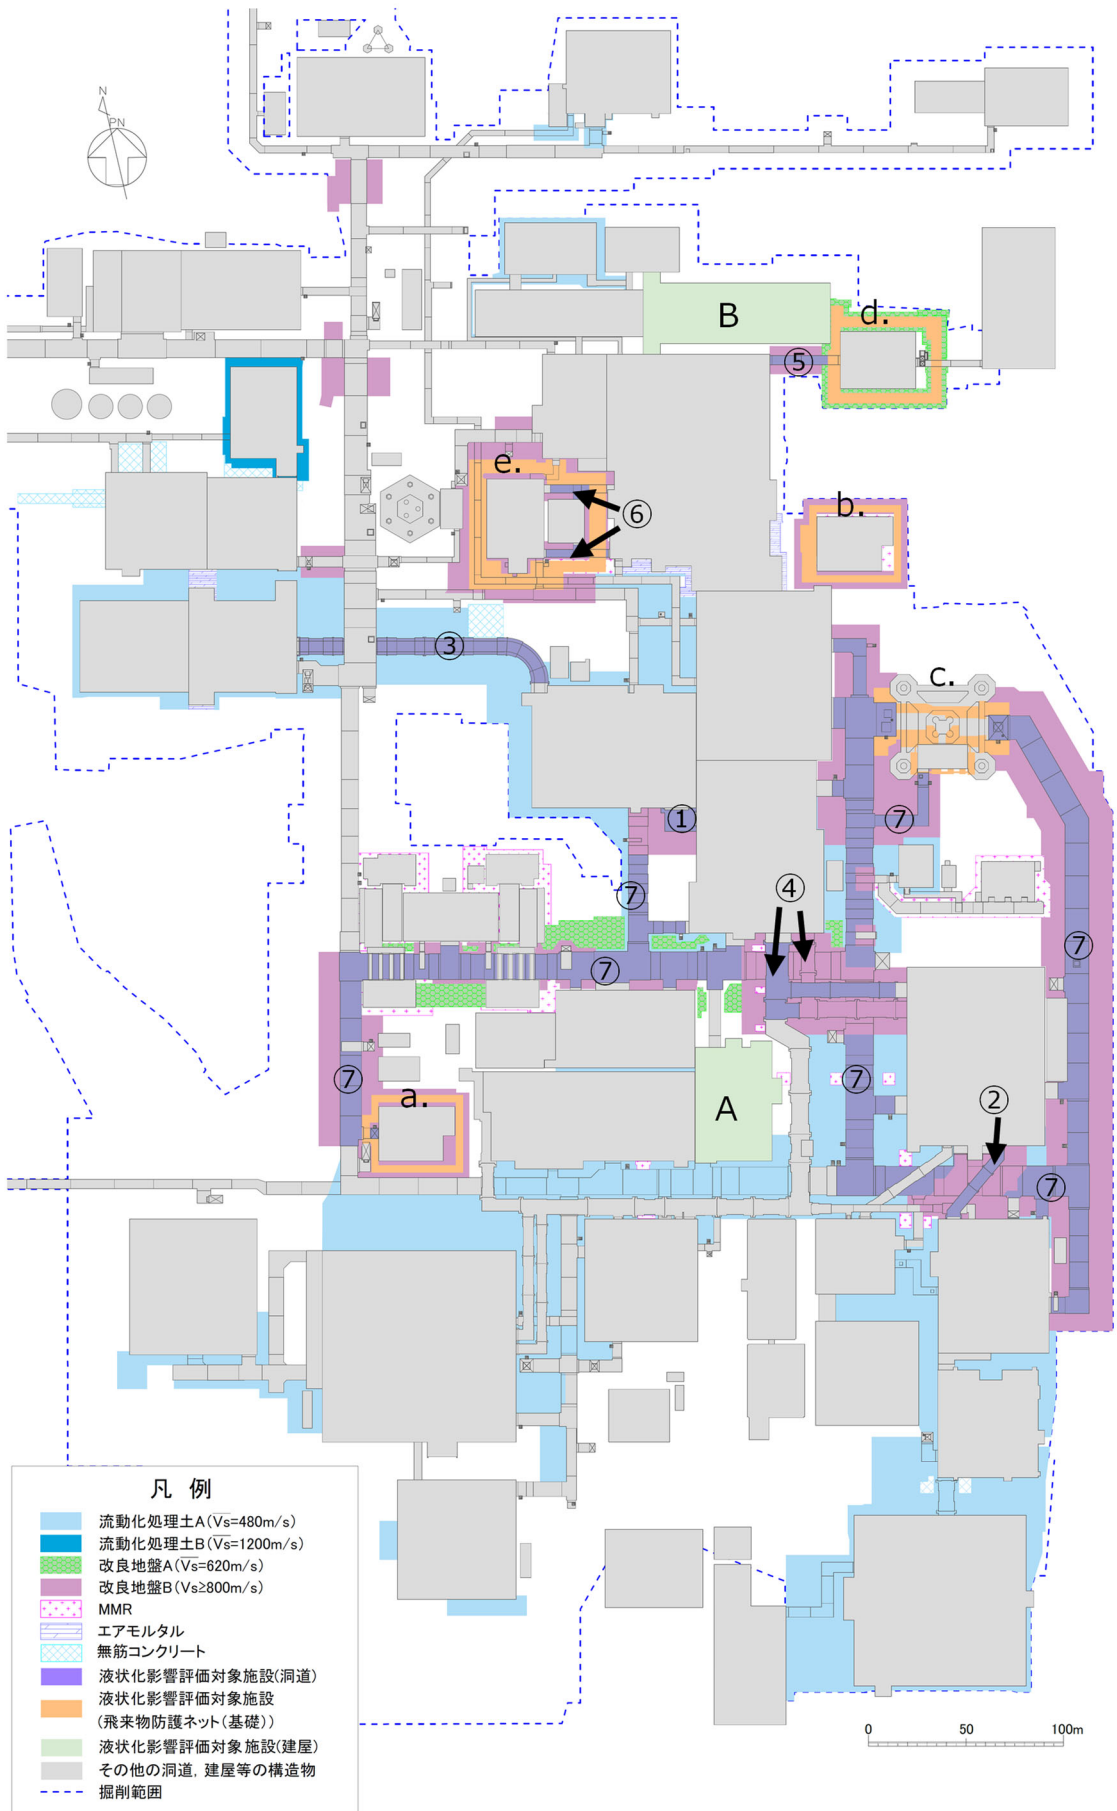 N
PN
B
d.
⑤
e.
⑥
b.
③
c.
①
⑦
⑦
④
⑦
⑦
⑦
⑦
a.
A
②
⑦
凡 例
流動化処理土A(V̅s=480m/s)
流動化処理土B(V̅s=1200m/s)
改良地盤A(V̅s=620m/s)
改良地盤B(Vs≥800m/s)
MMR
エアモルタル
無筋コンクリート
液状化影響評価対象施設(洞道)
液状化影響評価対象施設
(飛来物防護ネット(基礎))
液状化影響評価対象施設(建屋)
その他の洞道，建屋等の構造物
掘削範囲
0 50 100m